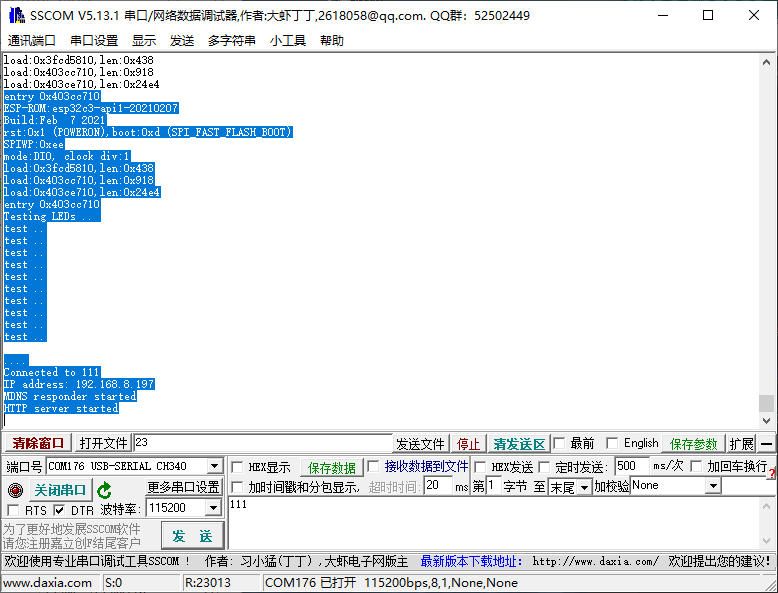 SSCOM V5.13.1 串口/网络数据调试器,作者:大虾丁丁,2618058@qq.com. QQ群: 52502449
通讯端口 串口设置 显示 发送 多字符串 小工具 帮助
load:0x3fcd5810,len:0x438
load:0x403cc710,len:0x918
load:0x403ce710,len:0x24e4
entry 0x403cc710
ESP-ROM:esp32c3-api1-20210207
Build:Feb  7 2021
rst:0x1 (POWERON),boot:0xd (SPI_FAST_FLASH_BOOT)
SPIWP:0xee
mode:DIO, clock div:1
load:0x3fcd5810,len:0x438
load:0x403cc710,len:0x918
load:0x403ce710,len:0x24e4
entry 0x403cc710
Testing LEDs ...
test ..
test ..
test ..
test ..
test ..
test ..
test ..
test ..
test ..
test ..
....
Connected to 111
IP address: 192.168.8.197
MDNS responder started
HTTP server started
清除窗口 打开文件 23 发送文件 停止 清发送区 最前 English 保存参数 扩展 —
端口号 COM176 USB-SERIAL CH340 HEX显示 保存数据 接收数据到文件 HEX发送 定时发送: 500 ms/次 加回车换行
关闭串口 更多串口设置 加时间戳和分包显示, 超时时间: 20 ms 第 1 字节 至 末尾 加校验 None ?
RTS DTR 波特率: 115200 111
为了更好地发展SSCOM软件
请您注册嘉立创F结尾客户
发 送
欢迎使用专业串口调试工具SSCOM ! 作者: 习小猛(丁丁),大虾电子网版主 最新版本下载地址: http://www.daxia.com/ 欢迎提出您的建议!
www.daxia.com S:0 R:23013 COM176 已打开 115200bps,8,1,None,None